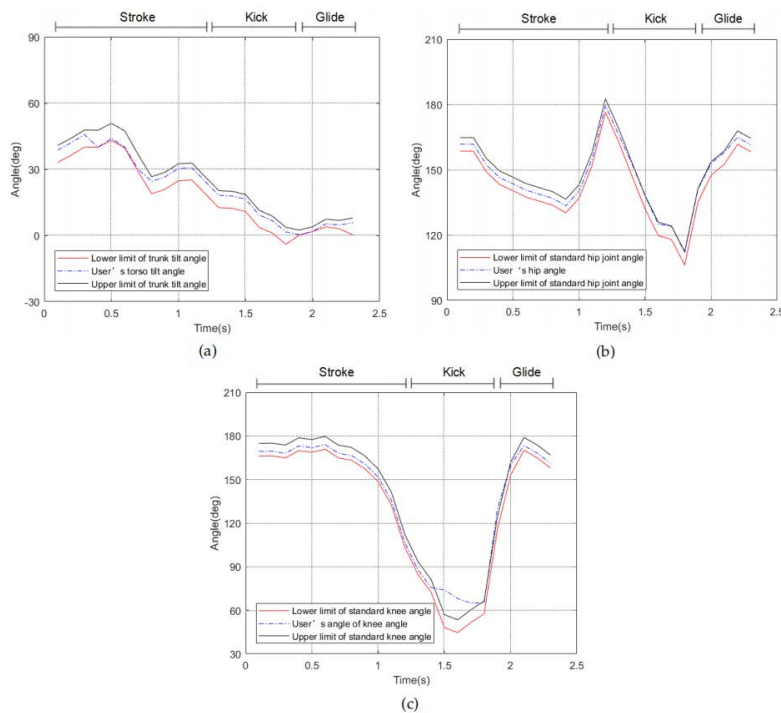 Stroke Kick Glide
90
60
30
0
-30
Angle(deg)
Lower limit of trunk tilt angle
User's torso tilt angle
Upper limit of trunk tilt angle
0 0.5 1 1.5 2 2.5
Time(s)
(a)
Stroke Kick Glide
210
180
150
120
90
Angle(deg)
Lower limit of standard hip joint angle
User‘s hip angle
Upper limit of standard hip joint angle
0 0.5 1 1.5 2 2.5
Time(s)
(b)
Stroke Kick Glide
210
180
150
120
90
60
30
Angle(deg)
Lower limit of standard knee angle
User's angle of knee angle
Upper limit of standard knee angle
0 0.5 1 1.5 2 2.5
Time(s)
(c)